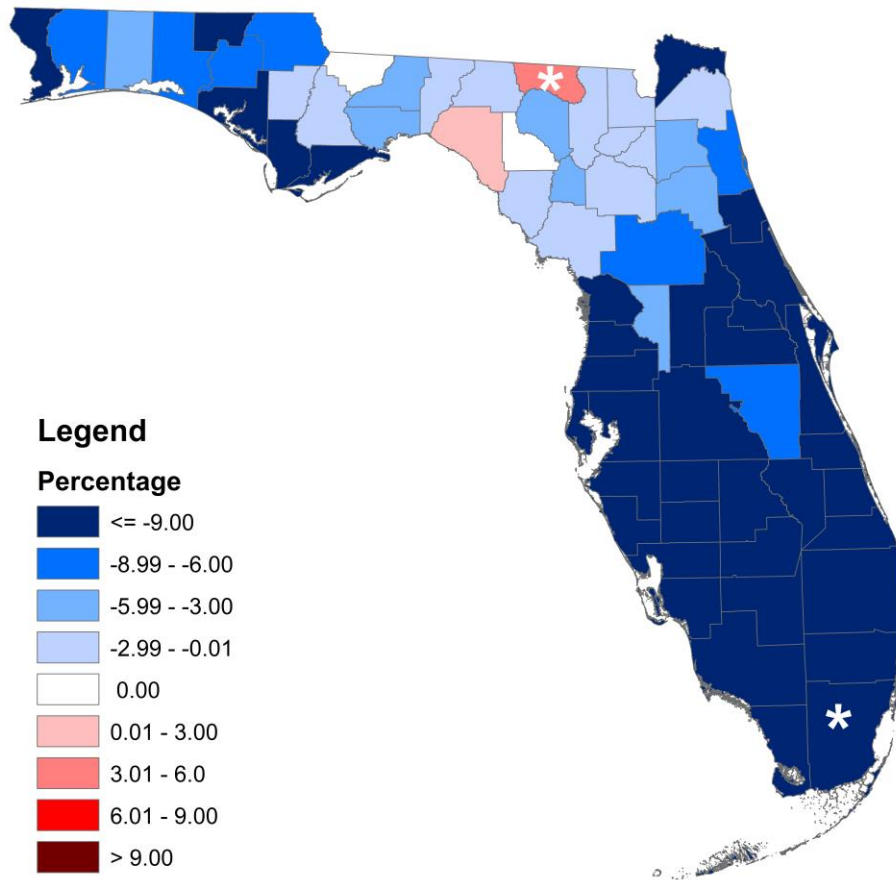 *
*
Legend
Percentage
<= -9.00
-8.99 - -6.00
-5.99 - -3.00
-2.99 - -0.01
0.00
0.01 - 3.00
3.01 - 6.0
6.01 - 9.00
> 9.00